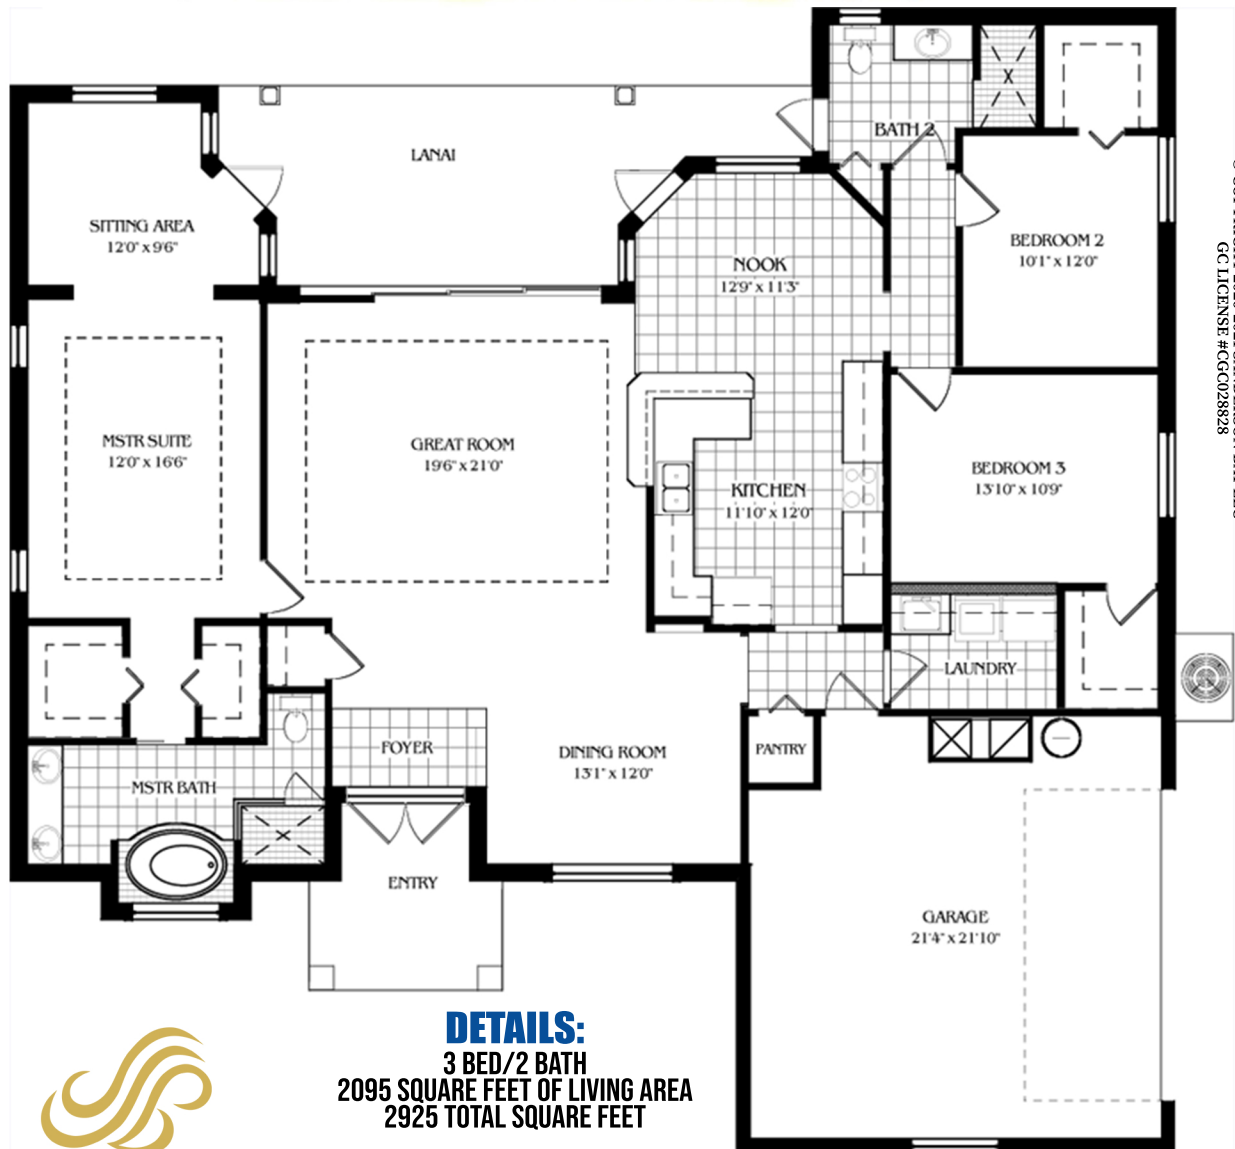 BATH 2
LANAI
SITTING AREA
12'0" x 9'6"
BEDROOM 2
10'1" x 12'0"
NOOK
12'9" x 11'3"
GC LICENSE #CGC028828
MSTR SUITE
12'0" x 16'6"
GREAT ROOM
19'6" x 21'0"
BEDROOM 3
13'10" x 10'9"
KITCHEN
11'10" x 12'0"
LAUNDRY
FOYER
DINING ROOM
13'1" x 12'0"
PANTRY
MSTR BATH
ENTRY
GARAGE
21'4" x 21'10"
DETAILS:
3 BED/2 BATH
2095 SQUARE FEET OF LIVING AREA
2925 TOTAL SQUARE FEET